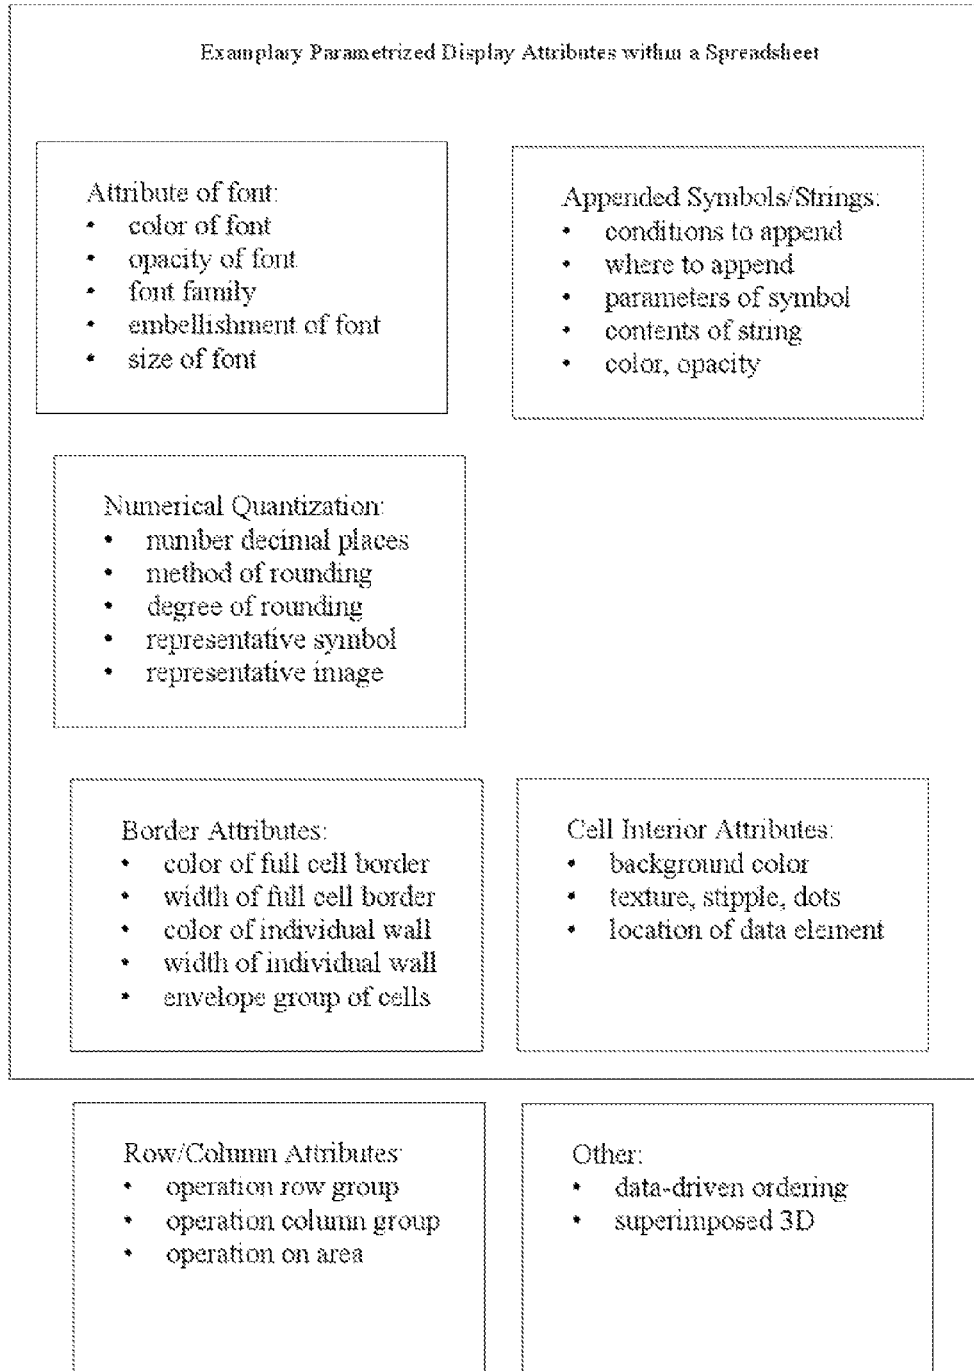 Examplary Parametrized Display Attributes within a Spreadsheet
Attribute of font:
• color of font
• opacity of font
• font family
• embellishment of font
• size of font
Appended Symbols/Strings:
• conditions to append
• where to append
• parameters of symbol
• contents of string
• color, opacity
Numerical Quantization:
• number decimal places
• method of rounding
• degree of rounding
• representative symbol
• representative image
Border Attributes:
• color of full cell border
• width of full cell border
• color of individual wall
• width of individual wall
• envelope group of cells
Cell Interior Attributes:
• background color
• texture, stipple, dots
• location of data element
Row/Column Attributes:
• operation row group
• operation column group
• operation on area
Other:
• data-driven ordering
• superimposed 3D